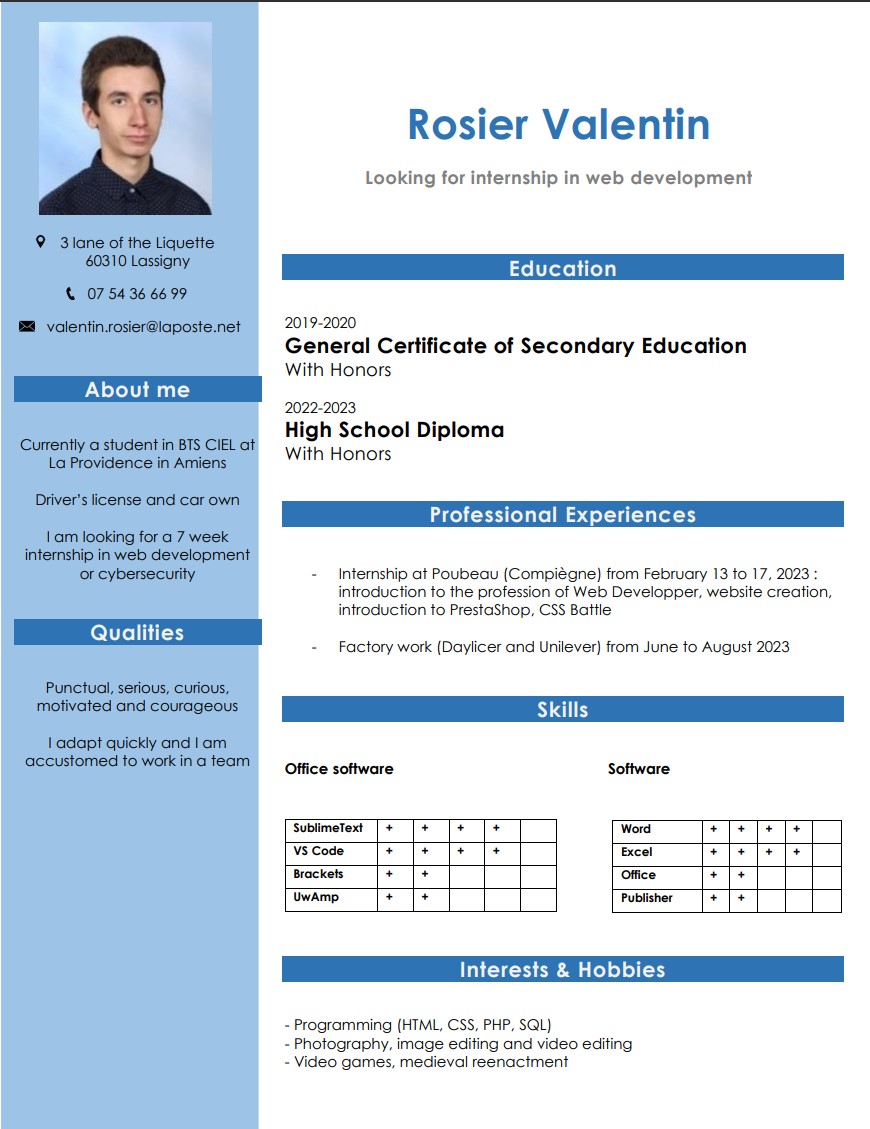 Rosier Valentin
Looking for internship in web development
3 lane of the Liquette
60310 Lassigny
07 54 36 66 99
valentin.rosier@laposte.net
About me
Currently a student in BTS CIEL at
La Providence in Amiens
Driver's license and car own
I am looking for a 7 week
internship in web development
or cybersecurity
Qualities
Punctual, serious, curious,
motivated and courageous
I adapt quickly and I am
accustomed to work in a team
Education
2019-2020
General Certificate of Secondary Education
With Honors
2022-2023
High School Diploma
With Honors
Professional Experiences
- Internship at Poubeau (Compiègne) from February 13 to 17, 2023 :
introduction to the profession of Web Developper, website creation,
introduction to PrestaShop, CSS Battle
- Factory work (Daylicer and Unilever) from June to August 2023
Skills
Office software
SublimeText + + + +
VS Code + + + +
Brackets + +
UwAmp + +
Software
Word + + + +
Excel + + + +
Office + +
Publisher + +
Interests & Hobbies
- Programming (HTML, CSS, PHP, SQL)
- Photography, image editing and video editing
- Video games, medieval reenactment